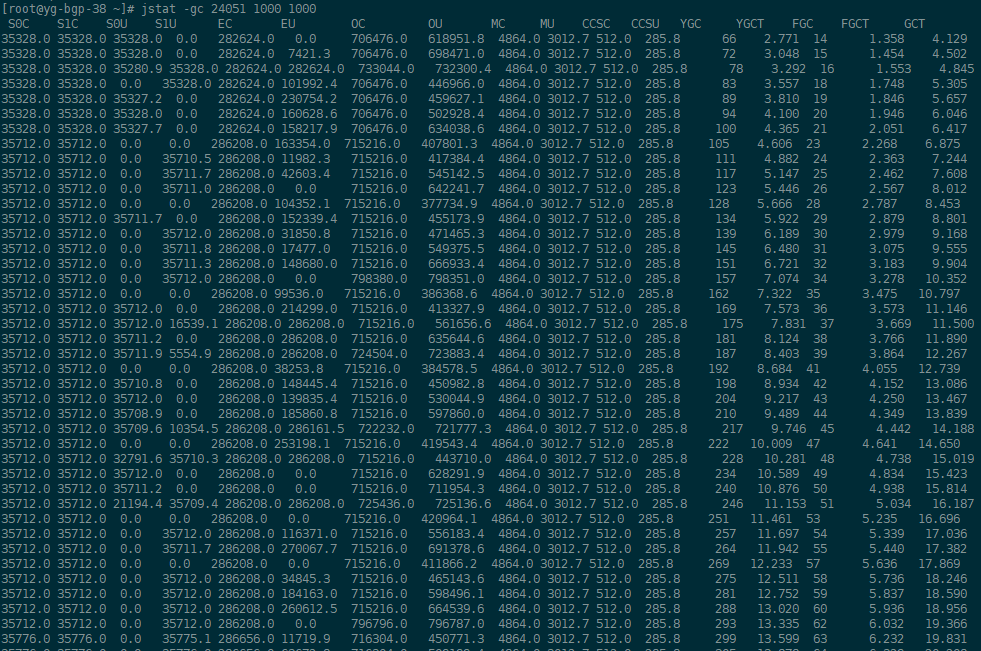 [root@yg-bgp-38 ~]# jstat -gc 24051 1000 1000
S0C S1C S0U S1U EC EU OC OU MC MU CCSC CCSU YGC YGCT FGC FGCT GCT
35328.0 35328.0 35328.0 0.0 282624.0 0.0 706476.0 618951.8 4864.0 3012.7 512.0 285.8 66 2.771 14 1.358 4.129
35328.0 35328.0 0.0 0.0 282624.0 7421.3 706476.0 698471.0 4864.0 3012.7 512.0 285.8 72 3.048 15 1.454 4.502
35328.0 35328.0 35280.9 35328.0 282624.0 282624.0 733044.0 732300.4 4864.0 3012.7 512.0 285.8 78 3.292 16 1.553 4.845
35328.0 35328.0 0.0 35328.0 282624.0 101992.4 706476.0 446966.0 4864.0 3012.7 512.0 285.8 83 3.557 18 1.748 5.305
35328.0 35328.0 35327.2 0.0 282624.0 230754.2 706476.0 459627.1 4864.0 3012.7 512.0 285.8 89 3.810 19 1.846 5.657
35328.0 35328.0 35328.0 0.0 282624.0 160628.6 706476.0 502928.4 4864.0 3012.7 512.0 285.8 94 4.100 20 1.946 6.046
35328.0 35328.0 35327.7 0.0 282624.0 158217.9 706476.0 634038.6 4864.0 3012.7 512.0 285.8 100 4.365 21 2.051 6.417
35712.0 35712.0 0.0 0.0 286208.0 163354.0 715216.0 407801.3 4864.0 3012.7 512.0 285.8 105 4.606 23 2.268 6.875
35712.0 35712.0 0.0 35710.5 286208.0 11982.3 715216.0 417384.4 4864.0 3012.7 512.0 285.8 111 4.882 24 2.363 7.244
35712.0 35712.0 0.0 35711.7 286208.0 42603.4 715216.0 545142.5 4864.0 3012.7 512.0 285.8 117 5.147 25 2.462 7.608
35712.0 35712.0 0.0 35711.0 286208.0 0.0 715216.0 642241.7 4864.0 3012.7 512.0 285.8 123 5.446 26 2.567 8.012
35712.0 35712.0 0.0 0.0 286208.0 104352.1 715216.0 377734.9 4864.0 3012.7 512.0 285.8 128 5.666 28 2.787 8.453
35712.0 35712.0 35711.7 0.0 286208.0 152339.4 715216.0 455173.9 4864.0 3012.7 512.0 285.8 134 5.922 29 2.879 8.801
35712.0 35712.0 0.0 35712.0 286208.0 31850.8 715216.0 471465.3 4864.0 3012.7 512.0 285.8 139 6.189 30 2.979 9.168
35712.0 35712.0 0.0 35711.8 286208.0 17477.0 715216.0 549375.5 4864.0 3012.7 512.0 285.8 145 6.480 31 3.075 9.555
35712.0 35712.0 0.0 35711.3 286208.0 148680.0 715216.0 666933.4 4864.0 3012.7 512.0 285.8 151 6.721 32 3.183 9.904
35712.0 35712.0 0.0 35712.0 286208.0 0.0 798380.0 798351.0 4864.0 3012.7 512.0 285.8 157 7.074 34 3.278 10.352
35712.0 35712.0 0.0 0.0 286208.0 99536.0 715216.0 386368.6 4864.0 3012.7 512.0 285.8 162 7.322 35 3.475 10.797
35712.0 35712.0 35712.0 0.0 286208.0 214299.0 715216.0 413327.9 4864.0 3012.7 512.0 285.8 169 7.573 36 3.573 11.146
35712.0 35712.0 35712.0 16539.1 286208.0 286208.0 715216.0 561656.6 4864.0 3012.7 512.0 285.8 175 7.831 37 3.669 11.500
35712.0 35712.0 35711.2 0.0 286208.0 286208.0 715216.0 635644.6 4864.0 3012.7 512.0 285.8 181 8.124 38 3.766 11.890
35712.0 35712.0 35711.9 5554.9 286208.0 286208.0 724504.0 723883.4 4864.0 3012.7 512.0 285.8 187 8.403 39 3.864 12.267
35712.0 35712.0 0.0 0.0 286208.0 38253.8 715216.0 384578.5 4864.0 3012.7 512.0 285.8 192 8.684 41 4.055 12.739
35712.0 35712.0 35710.8 0.0 286208.0 148445.4 715216.0 450982.8 4864.0 3012.7 512.0 285.8 198 8.934 42 4.152 13.086
35712.0 35712.0 35712.0 0.0 286208.0 139835.4 715216.0 530044.9 4864.0 3012.7 512.0 285.8 204 9.217 43 4.250 13.467
35712.0 35712.0 35708.9 0.0 286208.0 185860.8 715216.0 597860.0 4864.0 3012.7 512.0 285.8 210 9.489 44 4.349 13.839
35712.0 35712.0 35709.6 10354.5 286208.0 286161.5 722232.0 721777.3 4864.0 3012.7 512.0 285.8 217 9.746 45 4.442 14.188
35712.0 35712.0 0.0 0.0 286208.0 253198.1 715216.0 419543.4 4864.0 3012.7 512.0 285.8 222 10.009 47 4.641 14.650
35712.0 35712.0 32791.6 35710.3 286208.0 286208.0 715216.0 443710.0 4864.0 3012.7 512.0 285.8 228 10.281 48 4.738 15.019
35712.0 35712.0 35712.0 0.0 286208.0 0.0 715216.0 628291.9 4864.0 3012.7 512.0 285.8 234 10.589 49 4.834 15.423
35712.0 35712.0 35711.2 0.0 286208.0 0.0 715216.0 711954.3 4864.0 3012.7 512.0 285.8 240 10.876 50 4.938 15.814
35712.0 35712.0 21194.4 35709.4 286208.0 286208.0 725436.0 725136.6 4864.0 3012.7 512.0 285.8 246 11.153 51 5.034 16.187
35712.0 35712.0 0.0 0.0 286208.0 0.0 715216.0 420964.1 4864.0 3012.7 512.0 285.8 251 11.461 53 5.235 16.696
35712.0 35712.0 0.0 35712.0 286208.0 116371.0 715216.0 556183.4 4864.0 3012.7 512.0 285.8 257 11.697 54 5.339 17.036
35712.0 35712.0 0.0 35711.7 286208.0 270067.7 715216.0 691378.6 4864.0 3012.7 512.0 285.8 264 11.942 55 5.440 17.382
35712.0 35712.0 0.0 0.0 286208.0 0.0 715216.0 411866.2 4864.0 3012.7 512.0 285.8 269 12.233 57 5.636 17.869
35712.0 35712.0 0.0 35712.0 286208.0 34845.3 715216.0 465143.6 4864.0 3012.7 512.0 285.8 275 12.511 58 5.736 18.246
35712.0 35712.0 0.0 35712.0 286208.0 184163.0 715216.0 598496.1 4864.0 3012.7 512.0 285.8 281 12.752 59 5.837 18.590
35712.0 35712.0 0.0 35712.0 286208.0 260612.5 715216.0 664539.6 4864.0 3012.7 512.0 285.8 288 13.020 60 5.936 18.956
35712.0 35712.0 0.0 35712.0 286208.0 0.0 796796.0 796787.0 4864.0 3012.7 512.0 285.8 293 13.335 62 6.032 19.366
35776.0 35776.0 0.0 35775.1 286656.0 11719.9 716304.0 450771.3 4864.0 3012.7 512.0 285.8 299 13.599 63 6.232 19.831